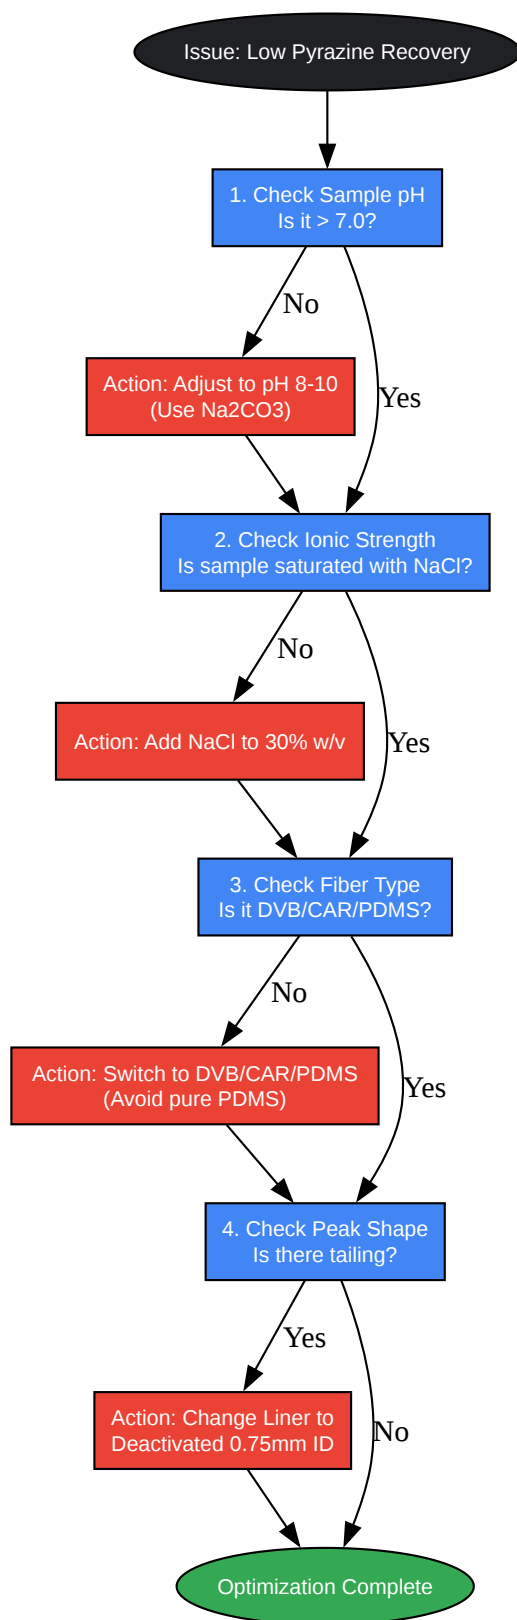 Issue: Low Pyrazine Recovery
1. Check Sample pH
Is it > 7.0?
No
Action: Adjust to pH 8-10
(Use Na2CO3)
Yes
2. Check Ionic Strength
Is sample saturated with NaCl?
No
Action: Add NaCl to 30% w/v
Yes
3. Check Fiber Type
Is it DVB/CAR/PDMS?
No
Action: Switch to DVB/CAR/PDMS
(Avoid pure PDMS)
Yes
4. Check Peak Shape
Is there tailing?
Yes
Action: Change Liner to
Deactivated 0.75mm ID
No
Optimization Complete